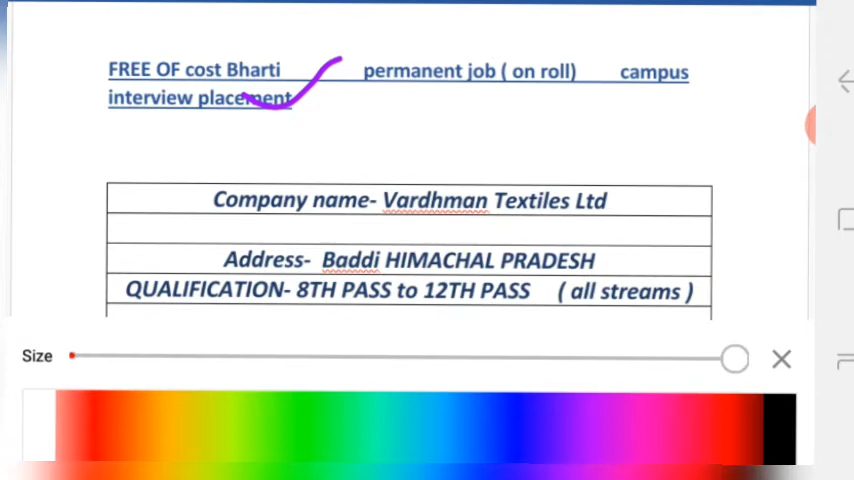 FREE OF cost Bharti permanent job ( on roll) campus
interview placement
Company name- Vardhman Textiles Ltd
Address- Baddi HIMACHAL PRADESH
QUALIFICATION- 8TH PASS to 12TH PASS ( all streams )
Size